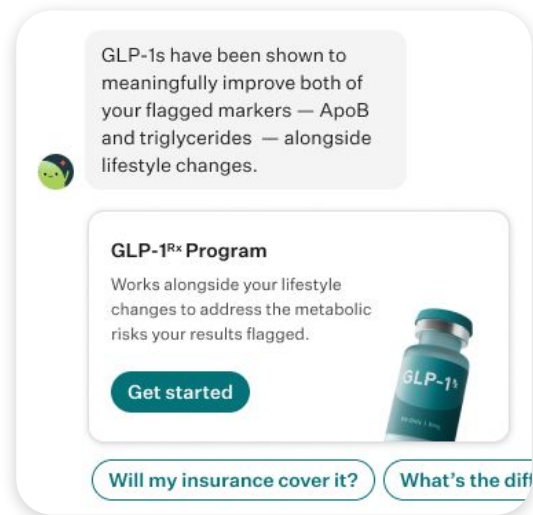 GLP-1s have been shown to
meaningfully improve both of
your flagged markers — ApoB
and triglycerides — alongside
lifestyle changes.
GLP-1ᴿˣ Program
Works alongside your lifestyle
changes to address the metabolic
risks your results flagged.
GLP-1
Get started
Will my insurance cover it?
What's the